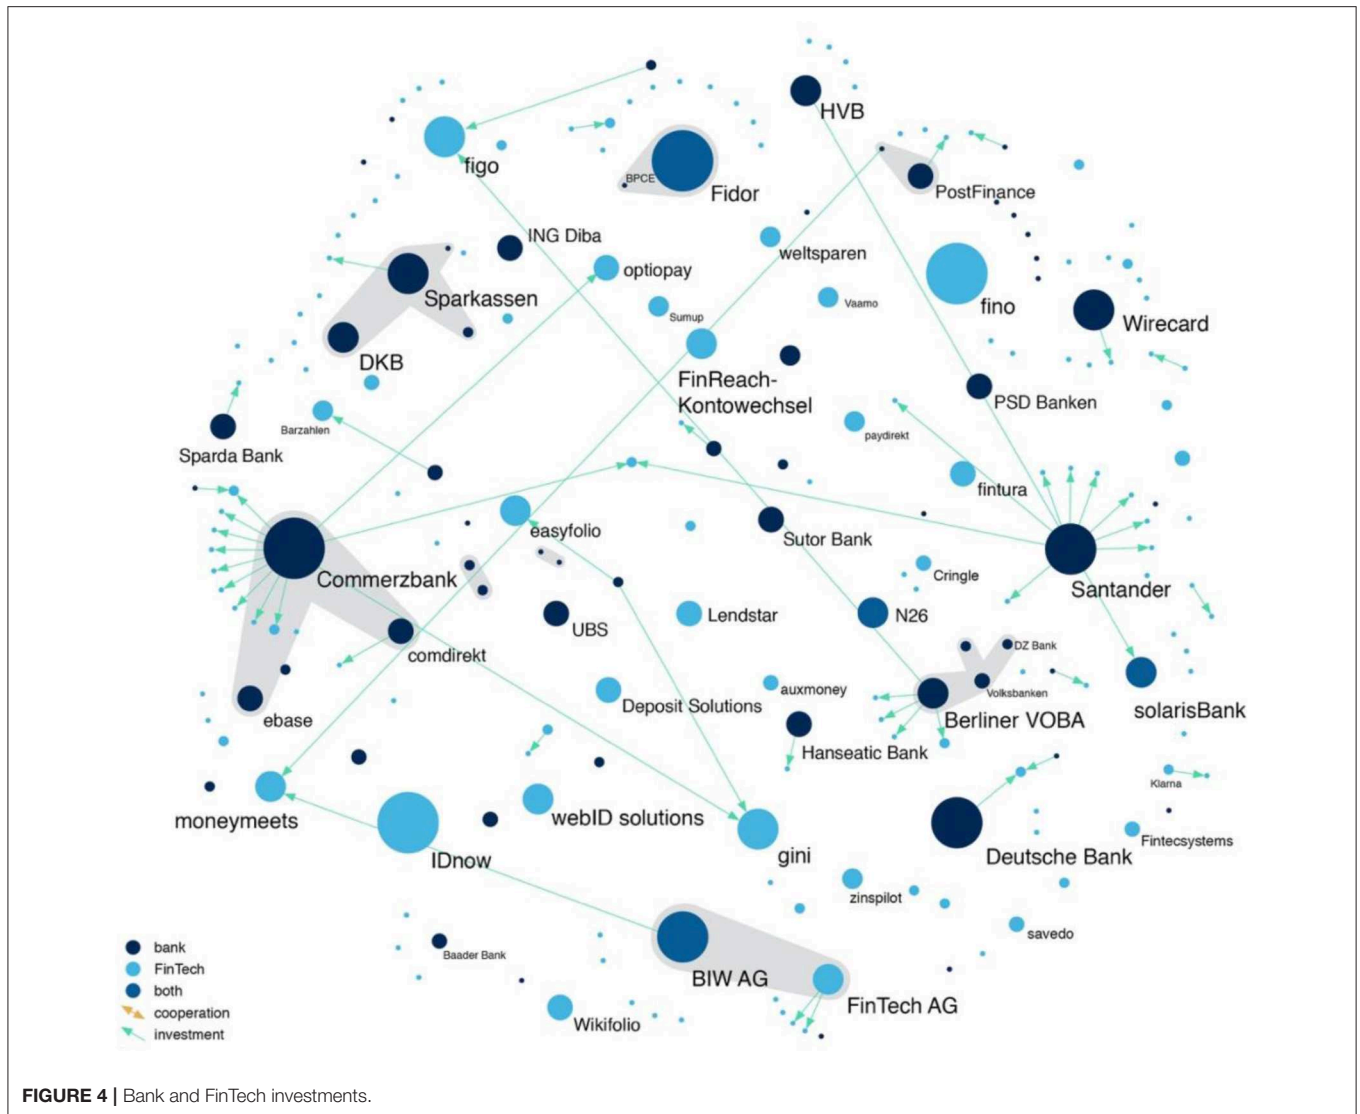 HVB
figo
BPCE
Fidor
PostFinance
ING Diba
weltsparen
optiopay
Sparkassen
Sumup
Vaamo
fino
Wirecard
DKB
FinReach-
Kontowechsel
PSD Banken
Barzahlen
paydirekt
Sparda Bank
fintura
easyfolio
Sutor Bank
Commerzbank
Cringle
Santander
UBS
Lendstar
N26
comdirekt
DZ Bank
auxmoney
Volksbanken
Deposit Solutions
ebase
Berliner VOBA
solarisBank
Hanseatic Bank
Klarna
moneymeets
webID solutions
IDnow
gini
Deutsche Bank
Fintecsystems
zinspilot
savedo
bank
Baader Bank
FinTech
BIW AG
both
FinTech AG
cooperation
Wikifolio
investment
FIGURE 4 | Bank and FinTech investments.